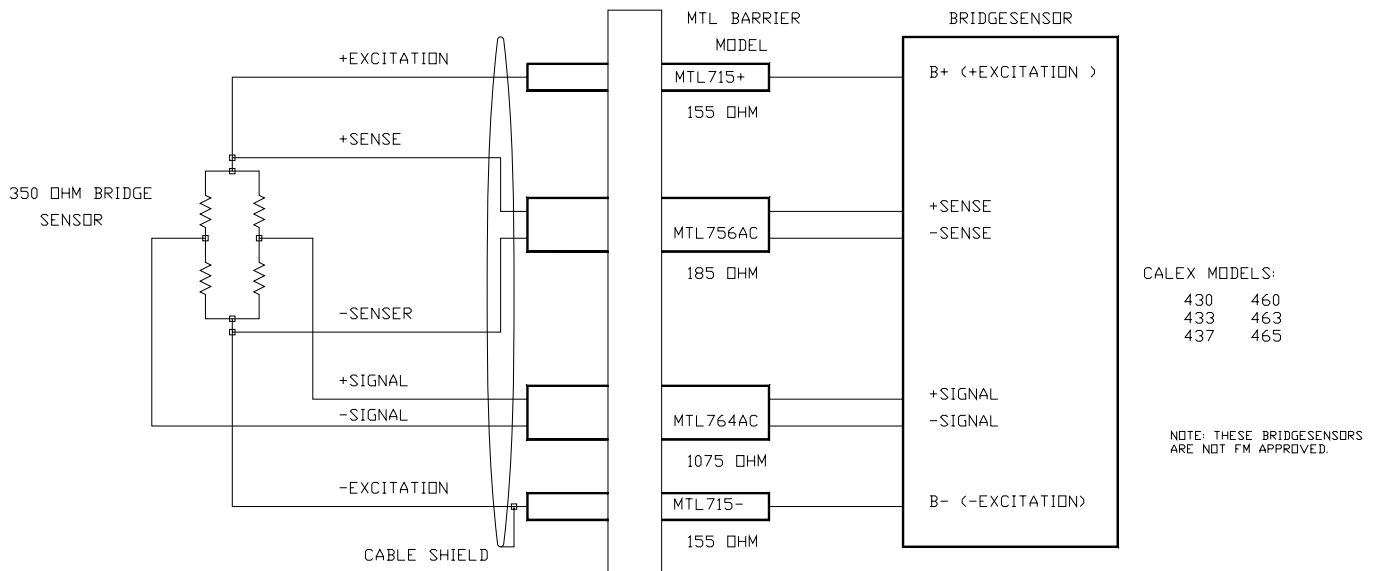 MTL BARRIER
MODEL
BRIDGESENSOR
+EXCITATION
MTL715+
B+ (+EXCITATION )
155 OHM
+SENSE
350 OHM BRIDGE
SENSOR
+SENSE
MTL756AC
-SENSE
185 OHM
CALEX MODELS:
430 460
433 463
437 465
-SENSER
+SIGNAL
+SIGNAL
-SIGNAL
MTL764AC
-SIGNAL
NOTE: THESE BRIDGESENSORS
ARE NOT FM APPROVED.
1075 OHM
-EXCITATION
MTL715-
B- (-EXCITATION)
155 OHM
CABLE SHIELD